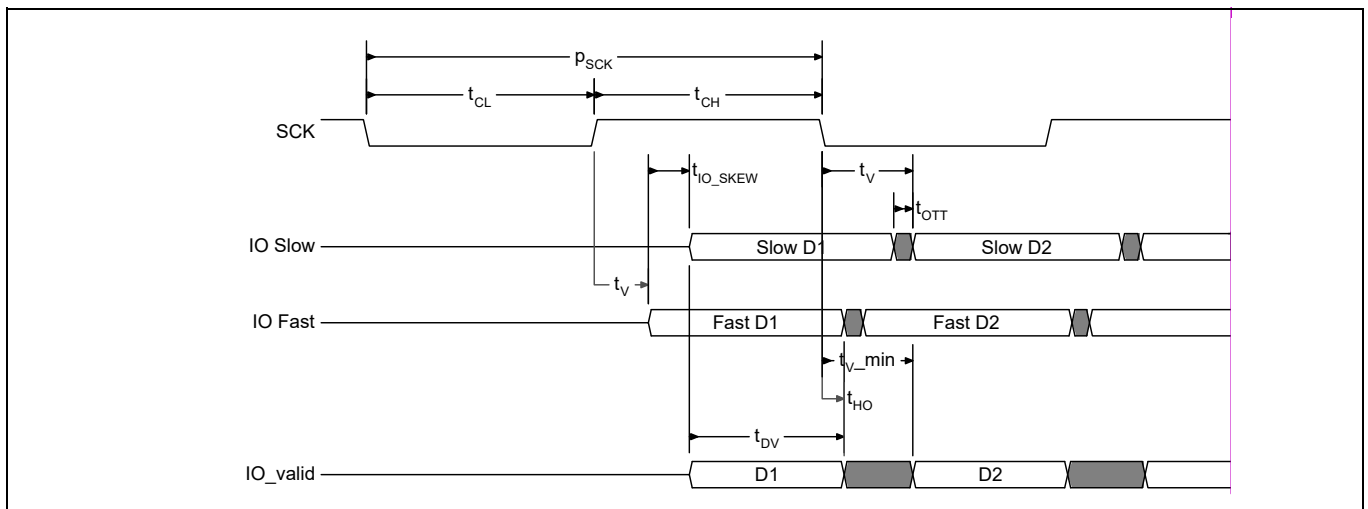 pSCK
tCL
tCH
SCK
tV
tIO_SKEW
tOTT
IO Slow
Slow D1
Slow D2
tV
IO Fast
Fast D1
Fast D2
tV_min
tHO
tDV
IO_valid
D1
D2